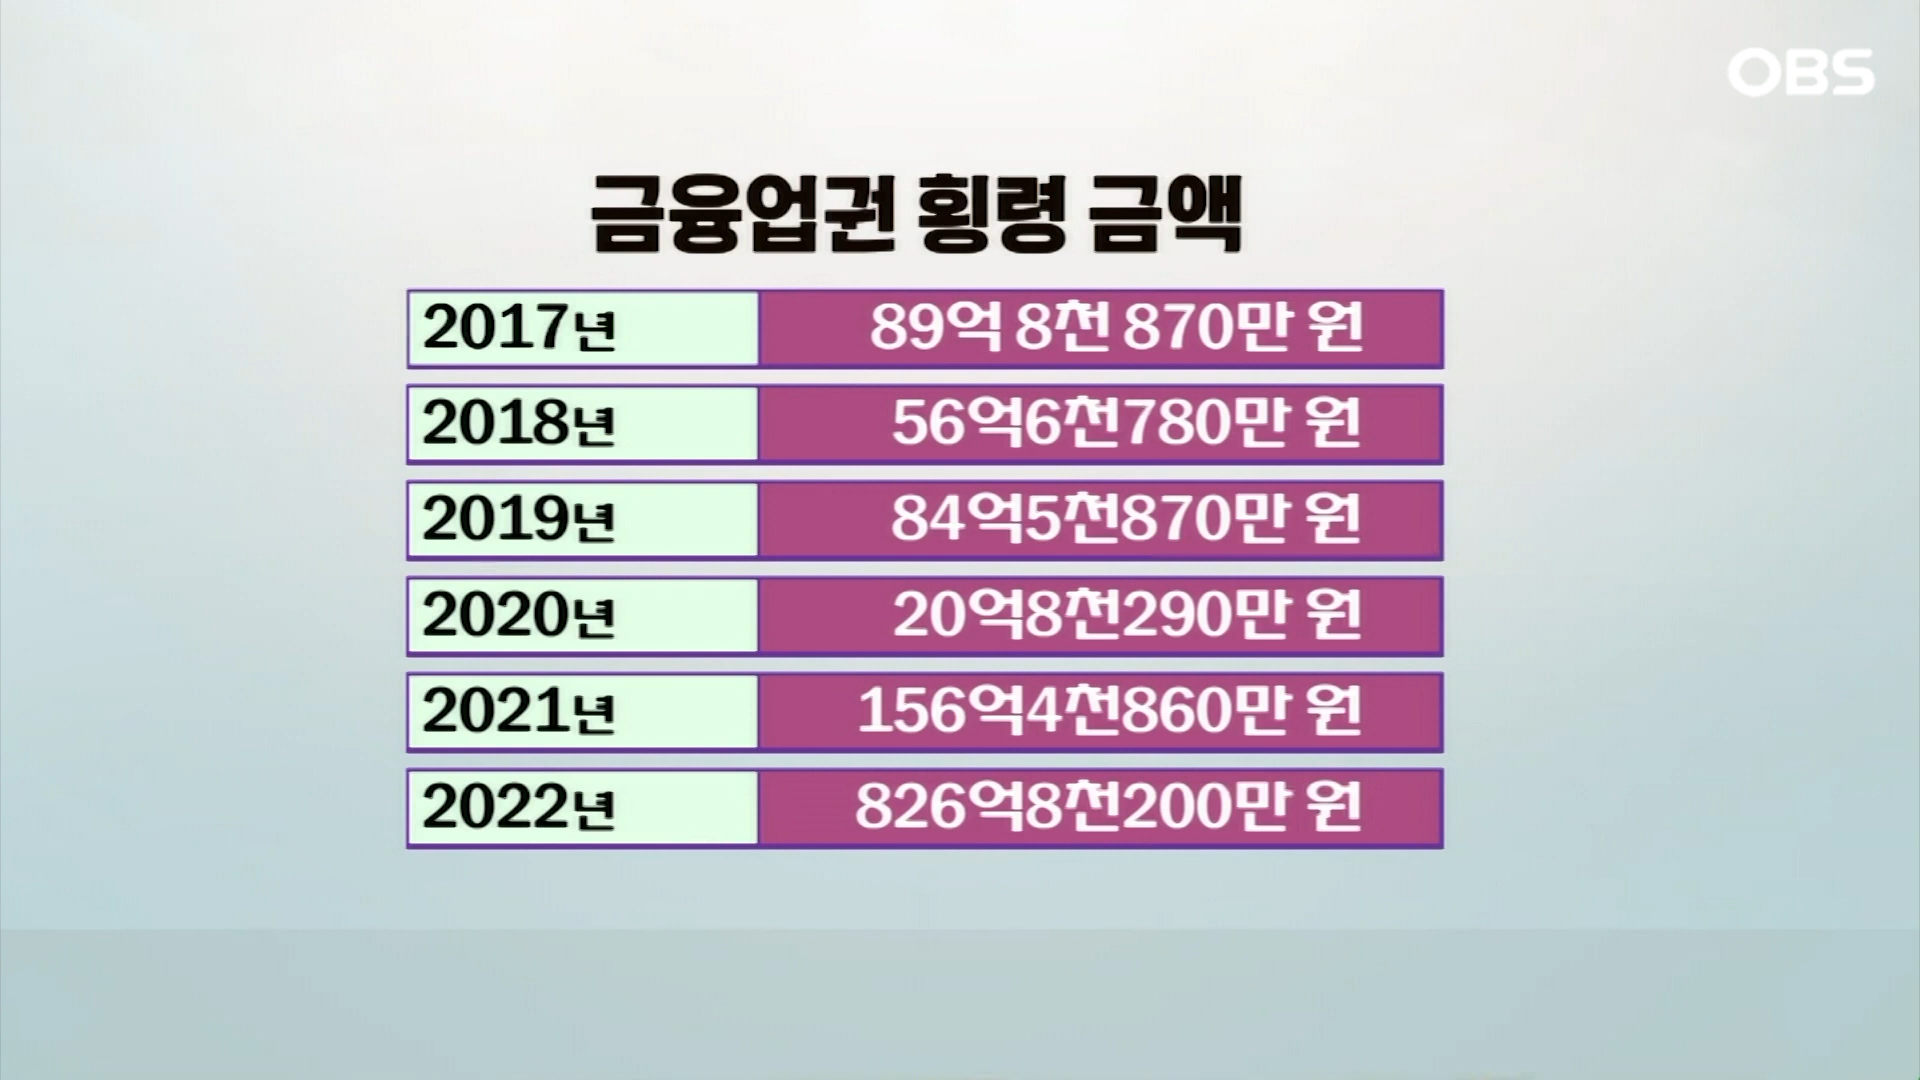 OBS
금융업권 횡령 금액
2017년 89억 8천 870만 원
2018년 56억6천780만 원
2019년 84억5천870만 원
2020년 20억8천290만 원
2021년 156억4천860만 원
2022년 826억8천200만 원